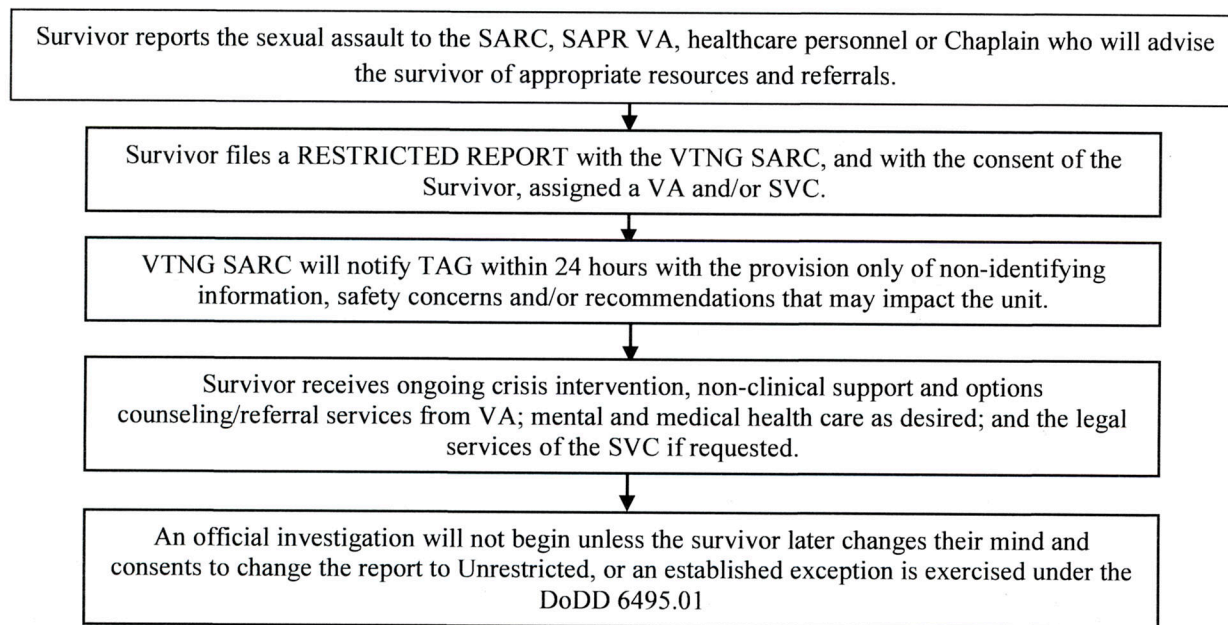 Survivor reports the sexual assault to the SARC, SAPR VA, healthcare personnel or Chaplain who will advise
the survivor of appropriate resources and referrals.
Survivor files a RESTRICTED REPORT with the VTNG SARC, and with the consent of the
Survivor, assigned a VA and/or SVC.
VTNG SARC will notify TAG within 24 hours with the provision only of non-identifying
information, safety concerns and/or recommendations that may impact the unit.
Survivor receives ongoing crisis intervention, non-clinical support and options
counseling/referral services from VA; mental and medical health care as desired; and the legal
services of the SVC if requested.
An official investigation will not begin unless the survivor later changes their mind and
consents to change the report to Unrestricted, or an established exception is exercised under the
DoDD 6495.01